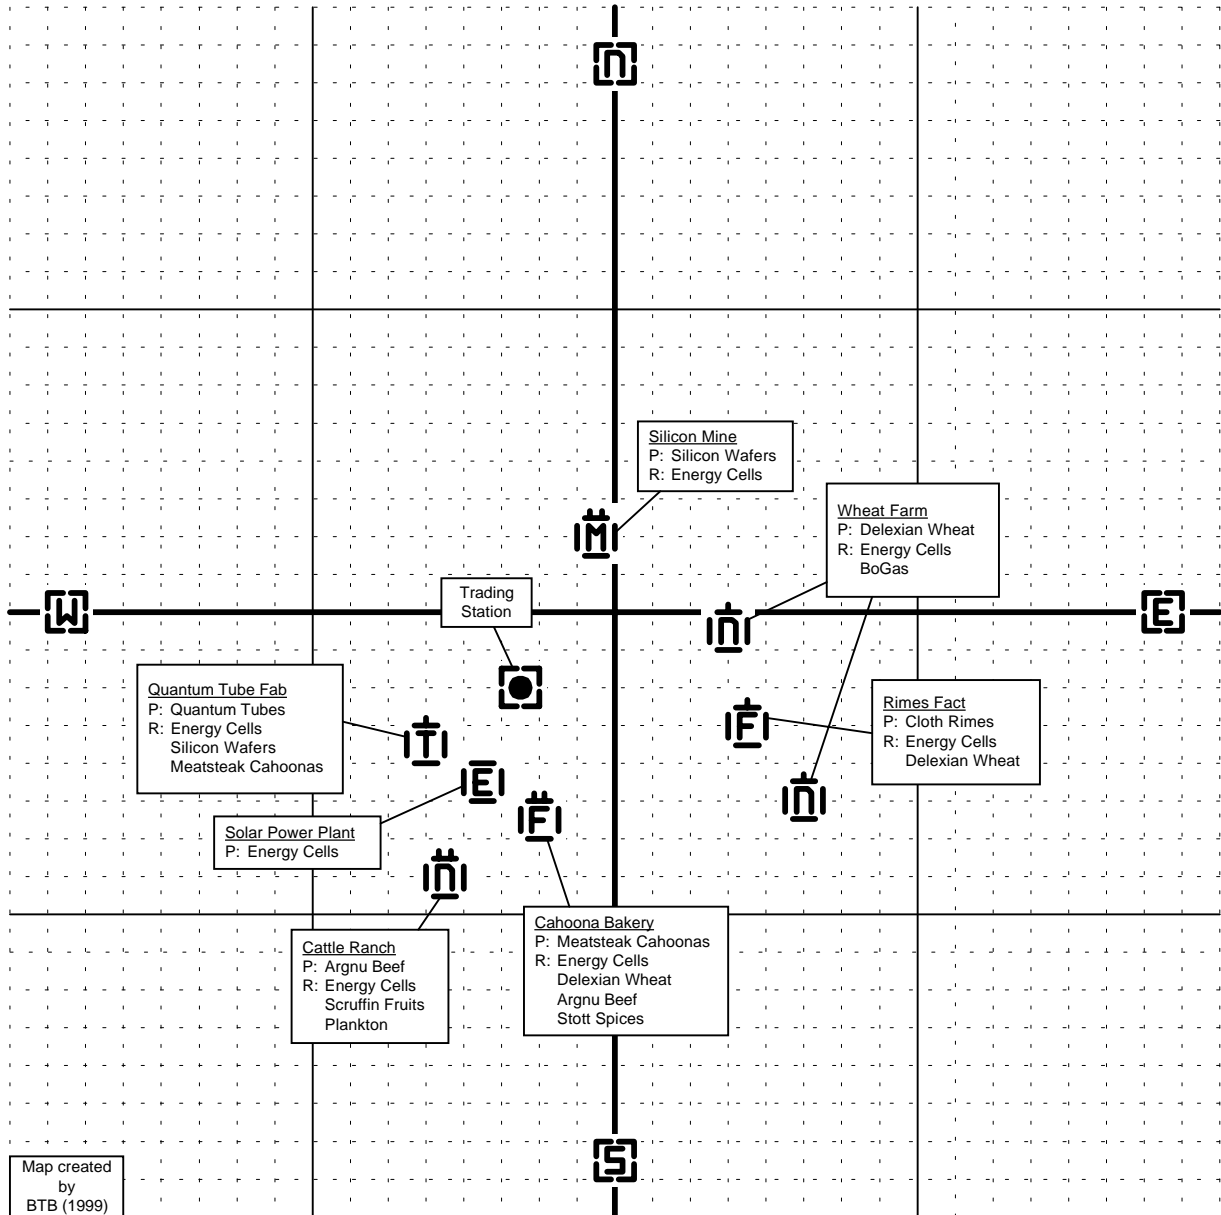 n
Silicon Mine
P: Silicon Wafers
R: Energy Cells
M
Wheat Farm
P: Delexian Wheat
R: Energy Cells
BoGas
Trading
Station
W
n
E
Quantum Tube Fab
P: Quantum Tubes
R: Energy Cells
Silicon Wafers
Meatsteak Cahoonas
T
F
Rimes Fact
P: Cloth Rimes
R: Energy Cells
Delexian Wheat
E
n
F
Solar Power Plant
P: Energy Cells
n
Cattle Ranch
P: Argnu Beef
R: Energy Cells
Scruffin Fruits
Plankton
Cahoona Bakery
P: Meatsteak Cahoonas
R: Energy Cells
Delexian Wheat
Argnu Beef
Stott Spices
S
Map created
by
BTB (1999)